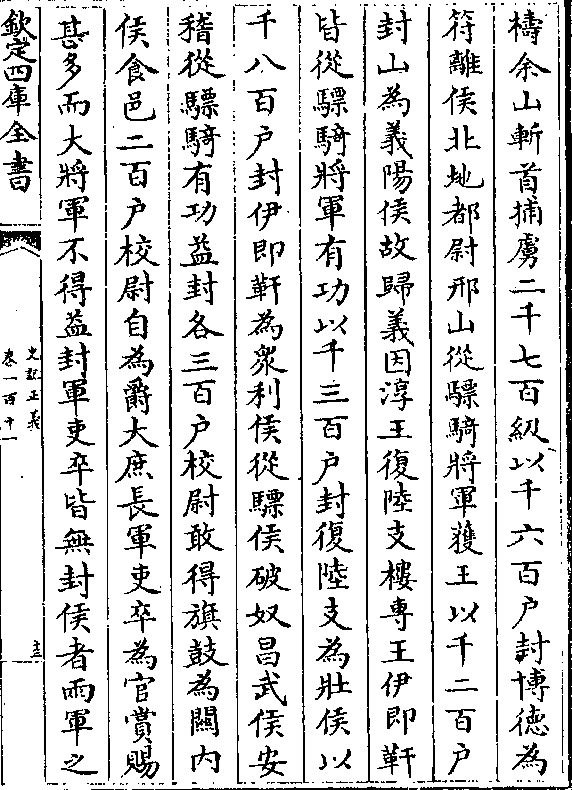 檮余山斬首捕虜二千七百級以千六百户封博德為
符離侯北地都尉邢山從驃騎將軍獲王以千二百户
封山為義陽侯故歸義因淳王復陸支樓專王伊即靬
皆從驃騎將軍有功以千三百户封復陸支為壯侯以
千八百户封伊即靬為衆利侯從驃侯破奴昌武侯安
稽從驃騎有功益封各三百户校尉敢得旗鼓為關内
侯食邑二百户校尉自為爵大庶長軍吏卒為官賞賜
甚多而大將軍不得益封軍吏卒皆無封侯者兩軍之
欽定四庫全書
史記正義
卷一百十一